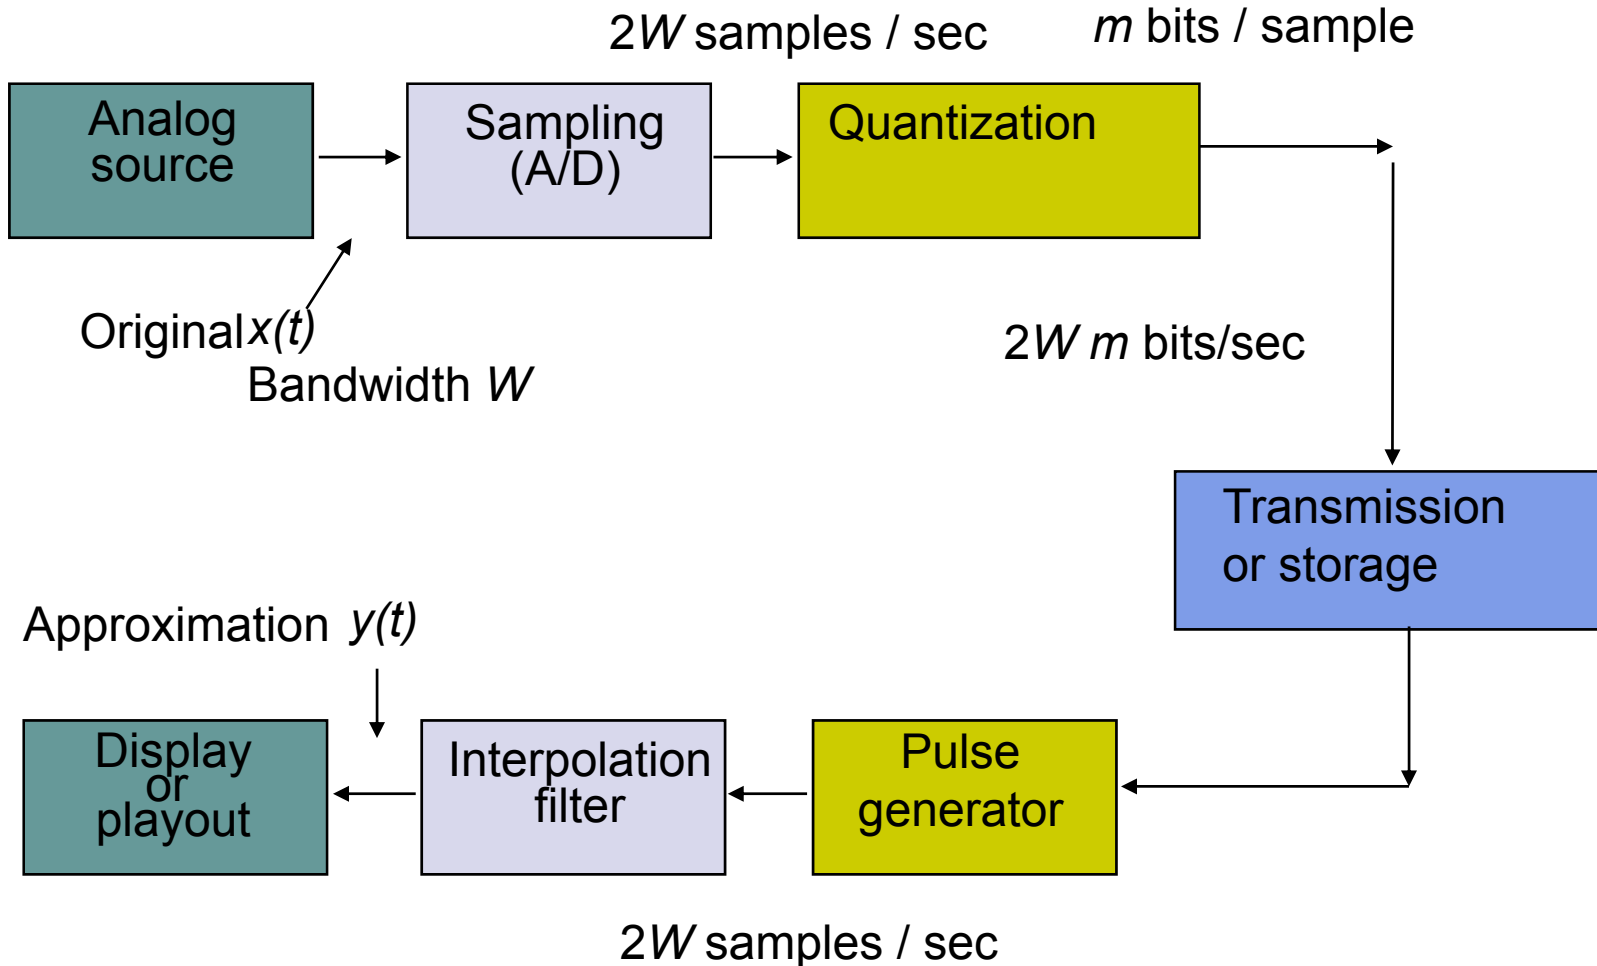 2W samples / sec
m bits / sample
Analog
source
Sampling
(A/D)
Quantization
Original x(t)
Bandwidth W
2W m bits/sec
Transmission
or storage
Approximation y(t)
Display
or
playout
Interpolation
filter
Pulse
generator
2W samples / sec